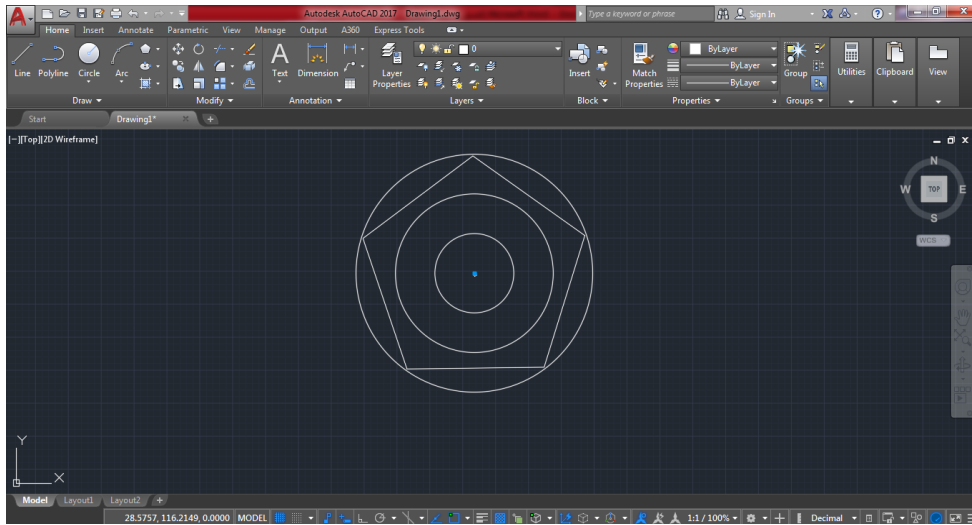 A Autodesk AutoCAD 2017 Drawing1.dwg Type a keyword or phrase Sign In
Home Insert Annotate Parametric View Manage Output A360 Express Tools
0 ByLayer
ByLayer
ByLayer
Line Polyline Circle Arc Text Dimension Layer Properties Insert Match Properties Group Utilities Clipboard View
Draw Modify Annotation Layers Block Properties Groups
Start Drawing1* +
[–][Top][2D Wireframe]
N
W TOP E
S
WCS
Y
X
Model Layout1 Layout2 +
28.5757, 116.2149, 0.0000 MODEL 1:1 / 100% Decimal